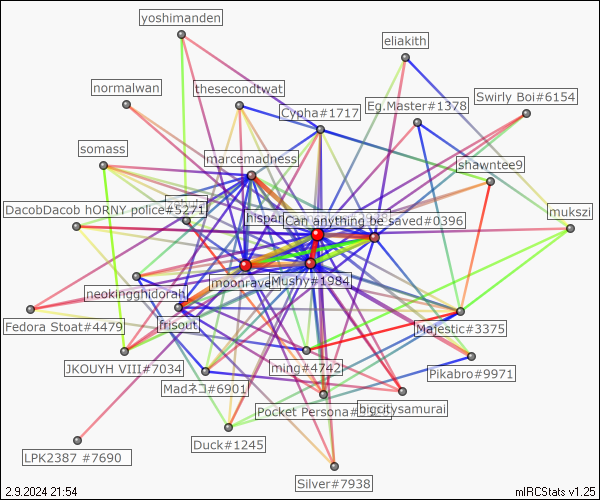 yoshimanden
eliakith
normalwan
thesecondtwat
Swirly Boi#6154
Eg.Master#1378
Cypha#1717
somass
marcemadness
shawntee9
DacobDacob hORNY police#5271
Can anything be saved#0396
mukszi
moonrave
Mushy#1984
neokingghidorah
Fedora Stoat#4479
frisout
Majestic#3375
JKOUYH VIII#7034
ming#4742
Pikabro#9971
Madネコ#6901
Pocket Persona#
bigcitysamurai
Duck#1245
LPK2387 #7690
Silver#7938
2.9.2024 21:54
mIRCStats v1.25